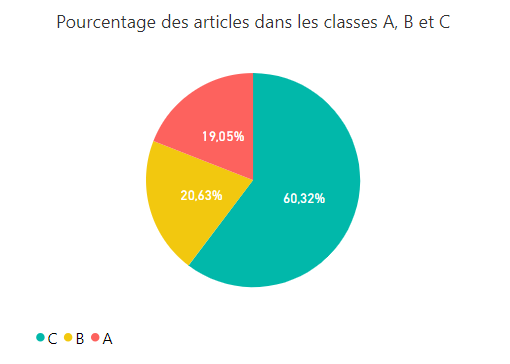 Pourcentage des articles dans les classes A, B et C
19,05%
20,63%
60,32%
C B A